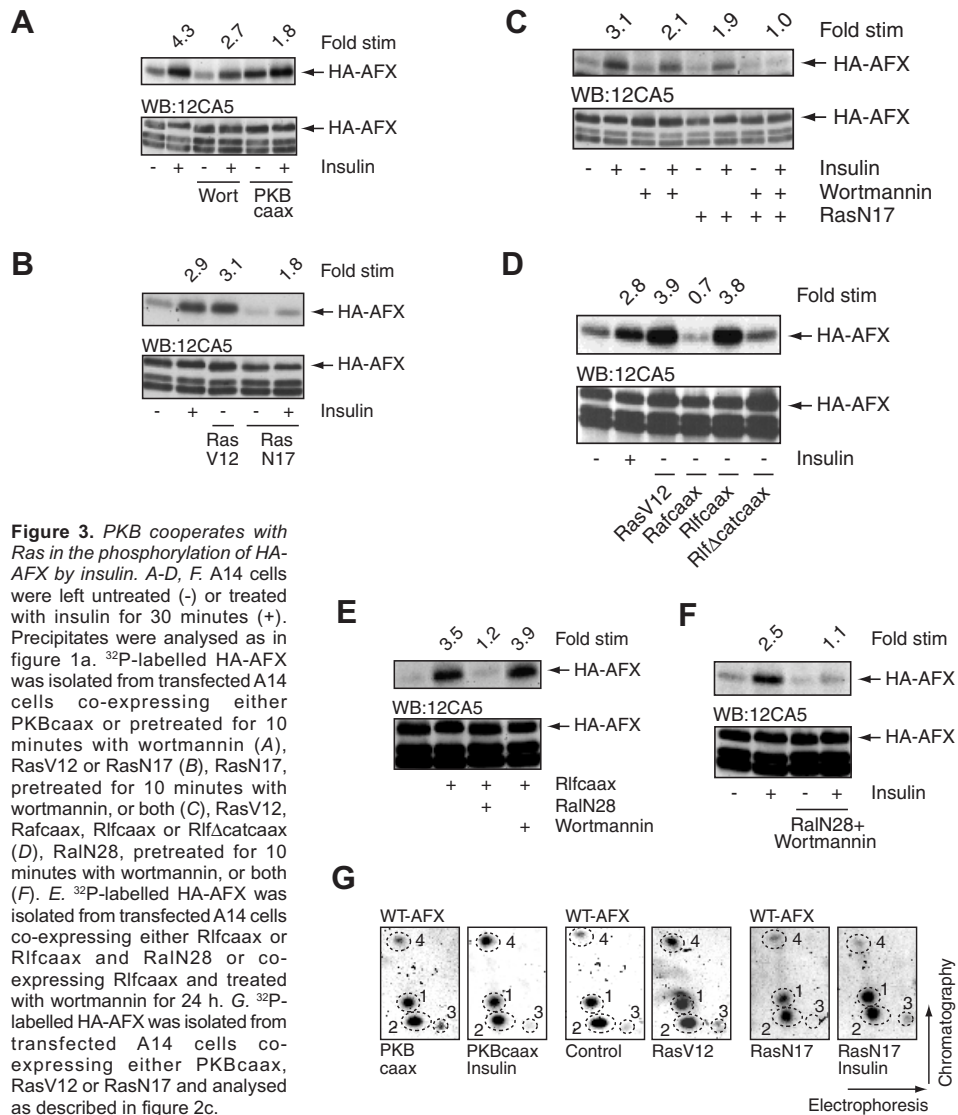 A
4.3 2.7 1.8 Fold stim
HA-AFX
WB:12CA5
HA-AFX
- + - + - + Insulin
Wort PKB
caax
B
2.9 3.1 1.8 Fold stim
HA-AFX
WB:12CA5
HA-AFX
- + - - + Insulin
Ras Ras
V12 N17
C
3.1 2.1 1.9 1.0 Fold stim
HA-AFX
WB:12CA5
HA-AFX
- + - + - + - + Insulin
+ + + + Wortmannin
+ + + + RasN17
D
2.8 3.9 0.7 3.8 Fold stim
HA-AFX
WB:12CA5
HA-AFX
- + - - - - Insulin
RasV12 Rafcaax Rlfcaax Rlf∆catcaax
Figure 3. PKB cooperates with
Ras in the phosphorylation of HA-
AFX by insulin. A-D, F. A14 cells
were left untreated (-) or treated
with insulin for 30 minutes (+).
Precipitates were analysed as in
figure 1a. ³²P-labelled HA-AFX
was isolated from transfected A14
cells co-expressing either
PKBcaax or pretreated for 10
minutes with wortmannin (A),
RasV12 or RasN17 (B), RasN17,
pretreated for 10 minutes with
wortmannin, or both (C), RasV12,
Rafcaax, Rlfcaax or Rlf∆catcaax
(D), RalN28, pretreated for 10
minutes with wortmannin, or both
(F). E. ³²P-labelled HA-AFX was
isolated from transfected A14 cells
co-expressing either Rlfcaax or
Rlfcaax and RalN28 or co-
expressing Rlfcaax and treated
with wortmannin for 24 h. G. ³²P-
labelled HA-AFX was isolated from
transfected A14 cells co-
expressing either PKBcaax,
RasV12 or RasN17 and analysed
as described in figure 2c.
E
3.5 1.2 3.9 Fold stim
HA-AFX
WB:12CA5
HA-AFX
+ + + Rlfcaax
+ RalN28
+ Wortmannin
F
2.5 1.1 Fold stim
HA-AFX
WB:12CA5
HA-AFX
- + - + Insulin
RalN28+
Wortmannin
G
WT-AFX WT-AFX WT-AFX
4 4 4 4 4 4
1 1 1 1 1 1
3 3 3 3 3 3
2 2 2 2 2 2
PKB PKBcaax Control RasV12 RasN17 RasN17
caax Insulin Insulin
Chromatography
Electrophoresis